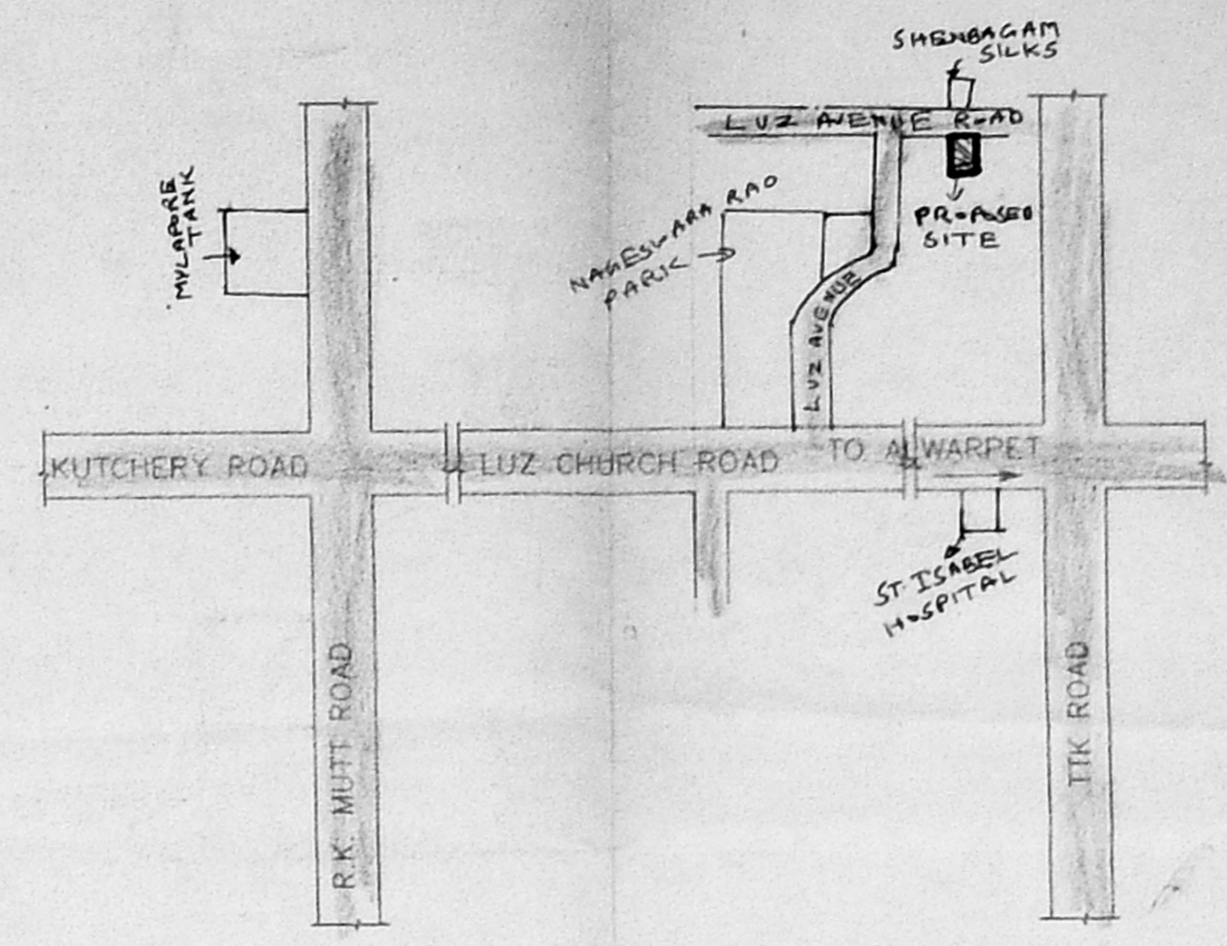 SHENBAGAM
SILKS
LUZ AVENUE ROAD
MYLAPORE
TANK
NAGESWARA RAO
PARK
PROPOSED
SITE
LUZ AVENUE
KUTCHERY ROAD
LUZ CHURCH ROAD
TO ALWARPET
ST. ISABEL
HOSPITAL
R.K. MUTT ROAD
TTK ROAD